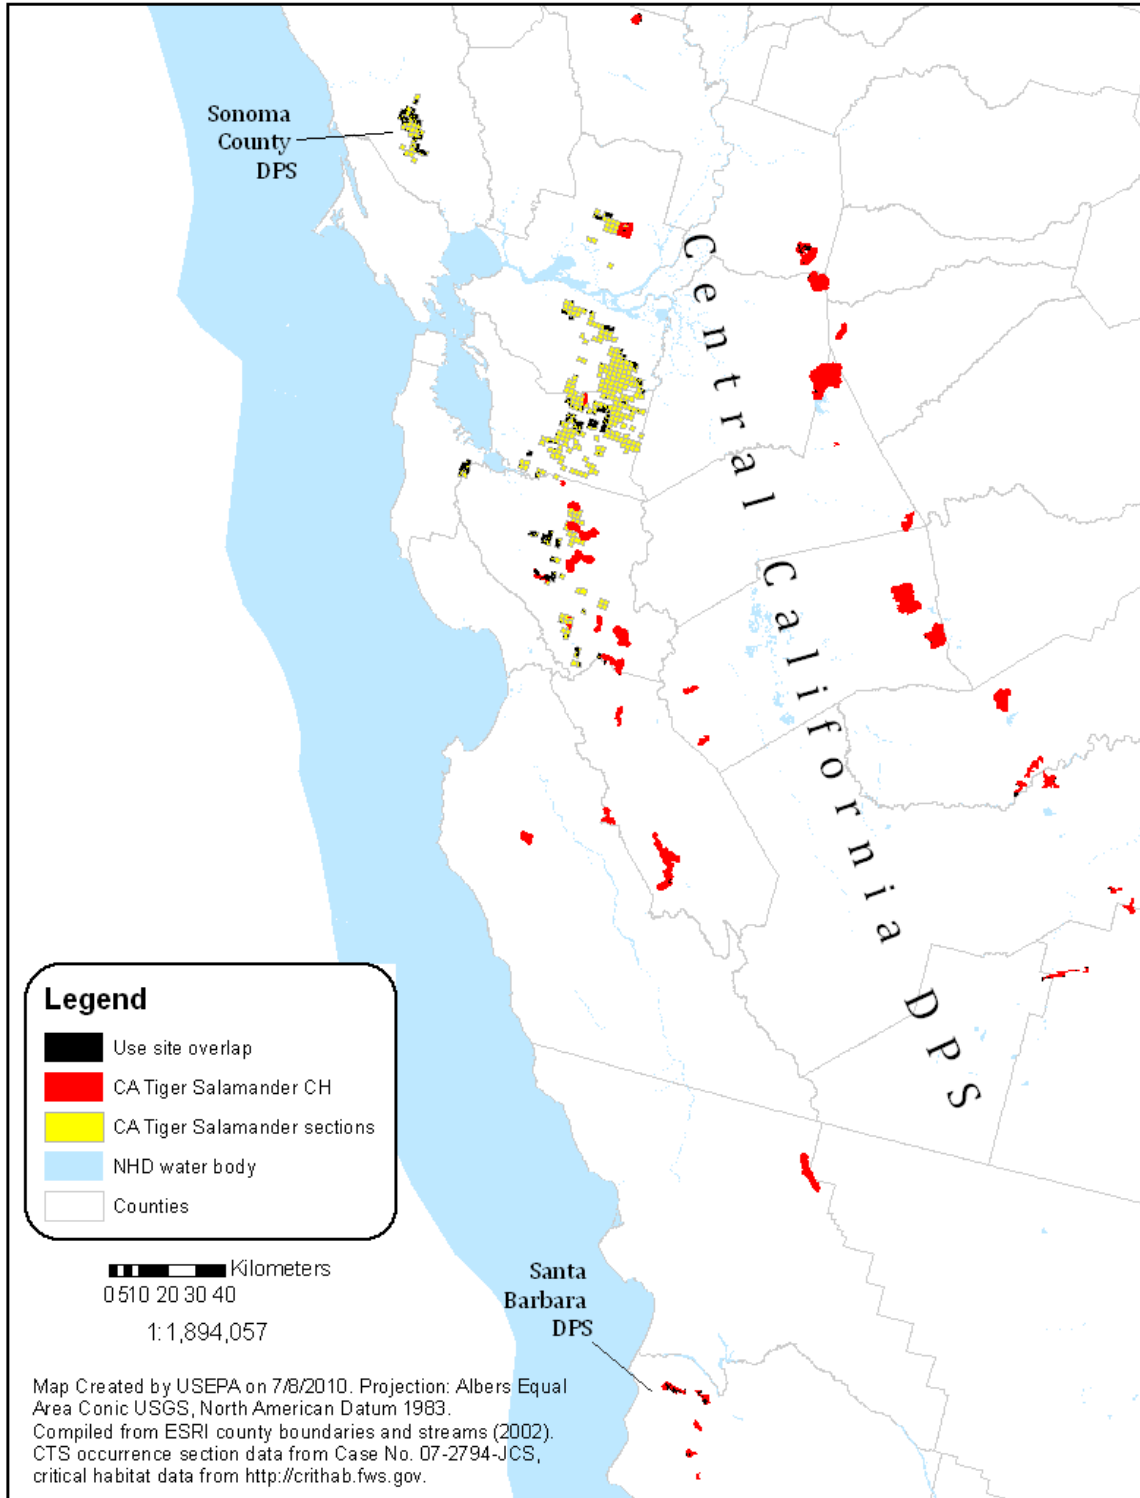 Sonoma
County
DPS
Central California DPS
Legend
Use site overlap
CA Tiger Salamander CH
CA Tiger Salamander sections
NHD water body
Counties
Kilometers
0 5 10 20 30 40
1:1,894,057
Santa
Barbara
DPS
Map Created by USEPA on 7/8/2010. Projection: Albers Equal
Area Conic USGS, North American Datum 1983.
Compiled from ESRI county boundaries and streams (2002).
CTS occurrence section data from Case No. 07-2794-JCS,
critical habitat data from http://crithab.fws.gov.